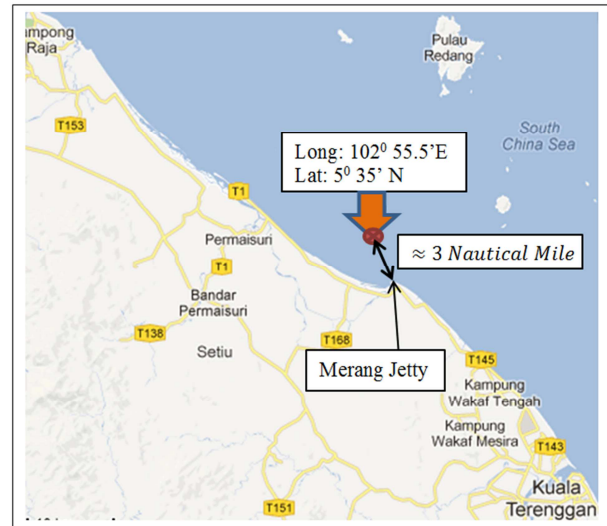 ampong
Raja
Pulau
Redang
T153
South
China Sea
Long: 102⁰ 55.5’E
Lat: 5⁰ 35’ N
T1
Permaisuri
≈ 3 Nautical Mile
T1
Bandar
Permaisuri
T138
Setiu
T168
Merang Jetty
T145
Kampung
Wakaf Tengah
Kampung
Wakaf Mesira
T143
Kuala
Terenggan
T151